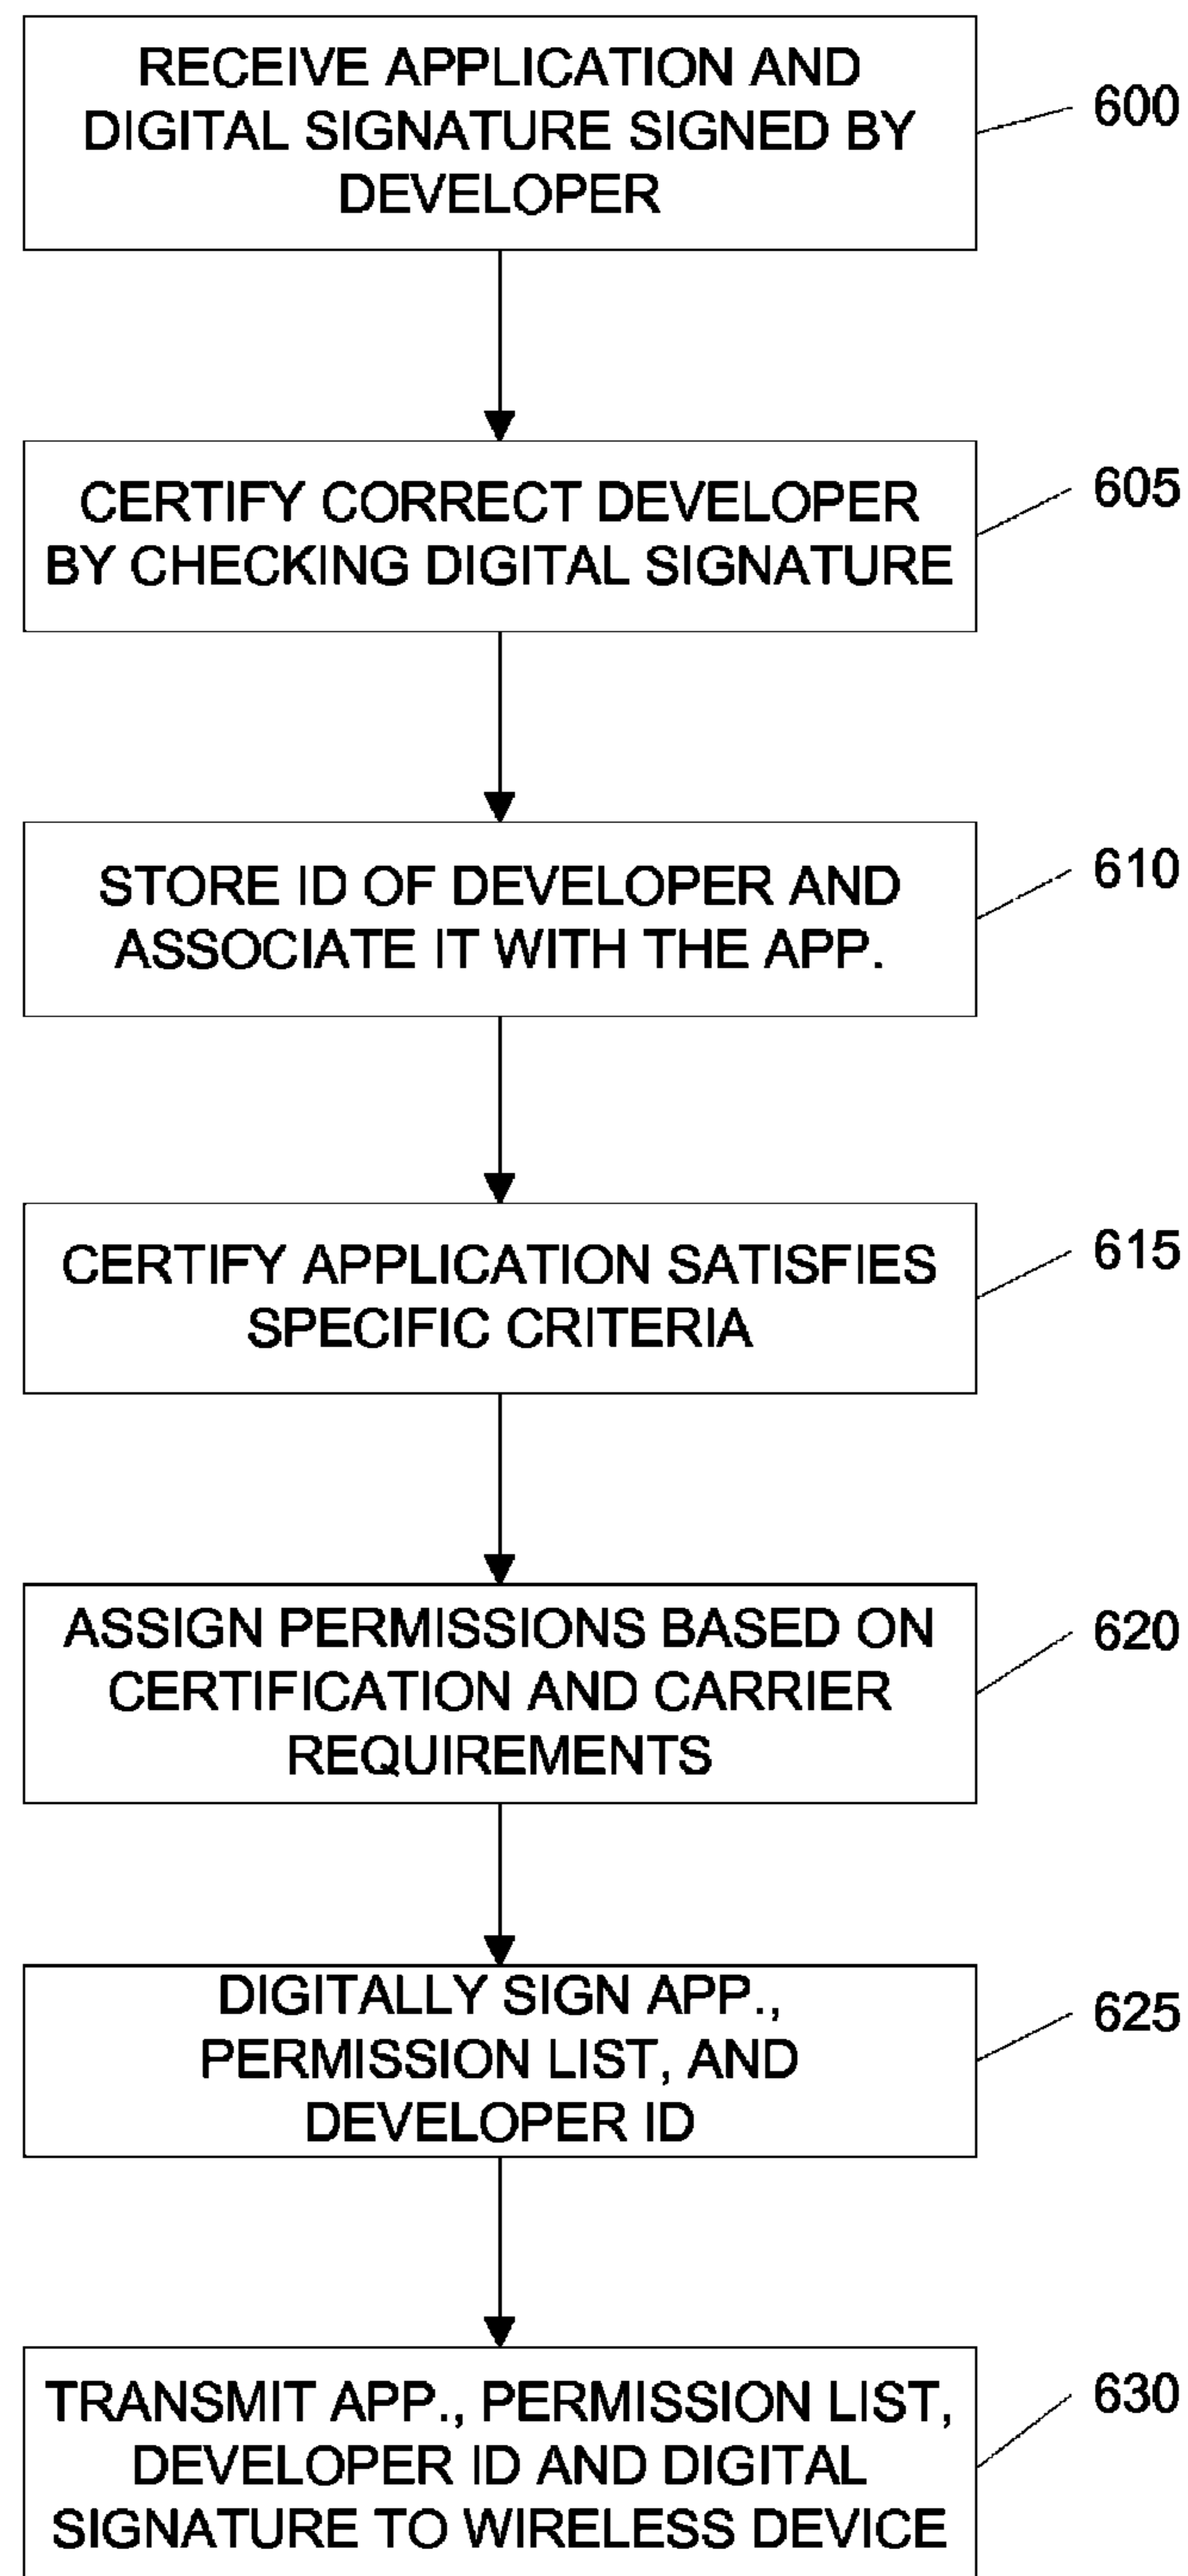 RECEIVE APPLICATION AND
DIGITAL SIGNATURE SIGNED BY
DEVELOPER
600
CERTIFY CORRECT DEVELOPER
BY CHECKING DIGITAL SIGNATURE
605
STORE ID OF DEVELOPER AND
ASSOCIATE IT WITH THE APP.
610
CERTIFY APPLICATION SATISFIES
SPECIFIC CRITERIA
615
ASSIGN PERMISSIONS BASED ON
CERTIFICATION AND CARRIER
REQUIREMENTS
620
DIGITALLY SIGN APP.,
PERMISSION LIST, AND
DEVELOPER ID
625
TRANSMIT APP., PERMISSION LIST,
DEVELOPER ID AND DIGITAL
SIGNATURE TO WIRELESS DEVICE
630